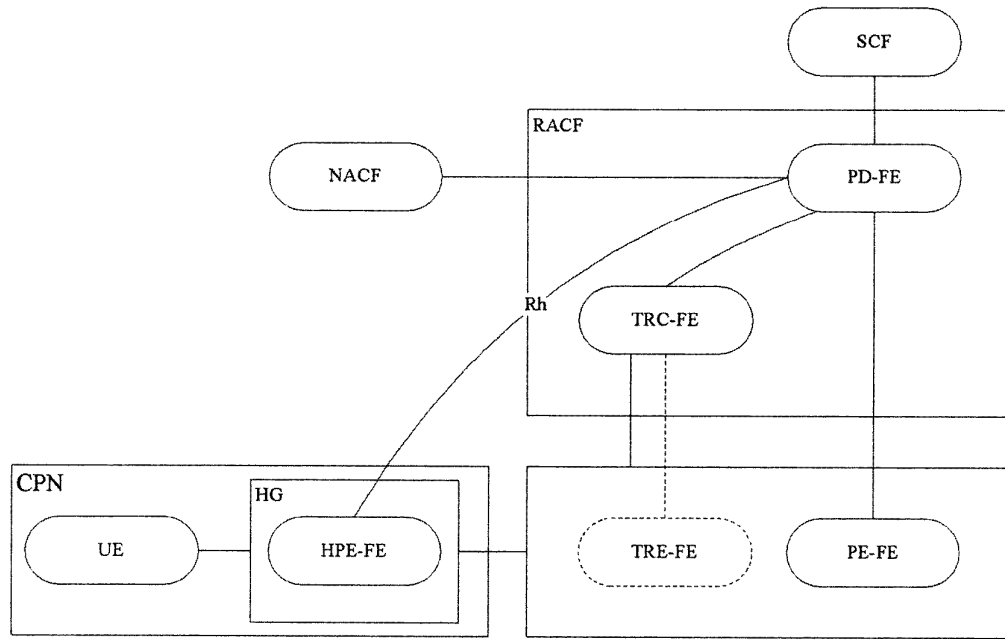 SCF
RACF
NACF
PD-FE
Rh
TRC-FE
CPN
HG
UE
HPE-FE
TRE-FE
PE-FE